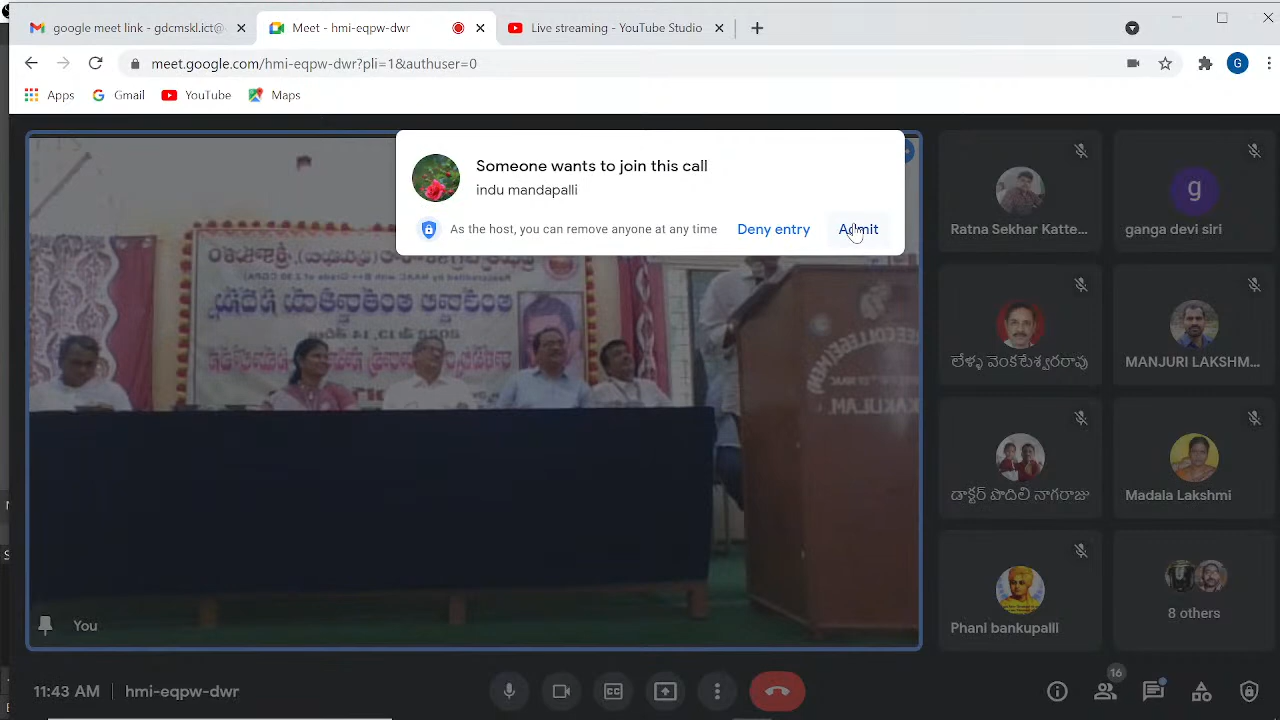 google meet link - gdcmskl.ict@
Meet - hmi-eqpw-dwr
Live streaming - YouTube Studio
meet.google.com/hmi-eqpw-dwr?pli=1&authuser=0
G
Apps
Gmail
YouTube
Maps
Someone wants to join this call
indu mandapalli
As the host, you can remove anyone at any time
Deny entry
Admit
Ratna Sekhar Katte...
g
ganga devi siri
లేళ్ళ వెంకటేశ్వరరావు
MANJURI LAKSHM...
డాక్టర్ పొదిలి నాగరాజు
Madala Lakshmi
Phani bankupalli
8 others
You
11:43 AM
hmi-eqpw-dwr
16